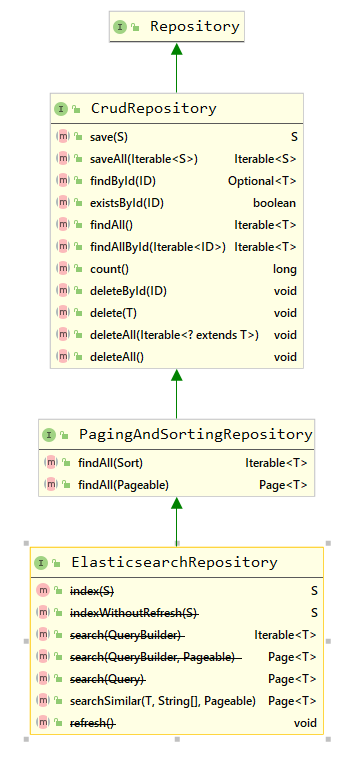 I Repository
I CrudRepository
m save(S) S
m saveAll(Iterable<S>) Iterable<S>
m findById(ID) Optional<T>
m existsById(ID) boolean
m findAll() Iterable<T>
m findAllById(Iterable<ID>) Iterable<T>
m count() long
m deleteById(ID) void
m delete(T) void
m deleteAll(Iterable<? extends T>) void
m deleteAll() void
I PagingAndSortingRepository
m findAll(Sort) Iterable<T>
m findAll(Pageable) Page<T>
I ElasticsearchRepository
m index(S) S
m indexWithoutRefresh(S) S
m search(QueryBuilder) Iterable<T>
m search(QueryBuilder, Pageable) Page<T>
m search(Query) Page<T>
m searchSimilar(T, String[], Pageable) Page<T>
m refresh() void